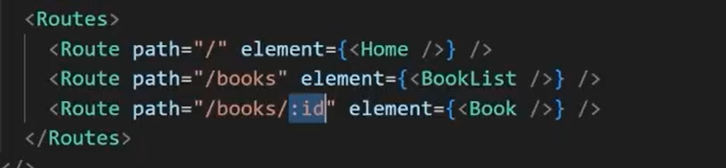 <Routes>
<Route path="/" element={<Home />} />
<Route path="/books" element={<BookList />} />
<Route path="/books/:id" element={<Book />} />
</Routes>
</>